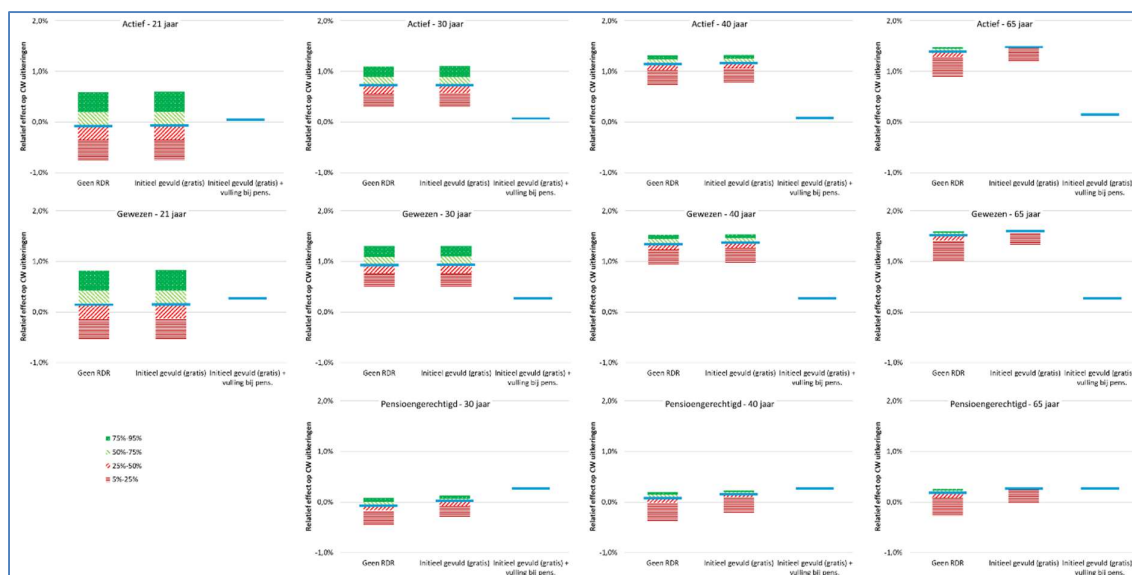 Actief - 21 jaar
Relatief effect op CW uitkeringen
2,0%
1,0%
0,0%
-1,0%
Geen RDR
Initieel gevuld (gratis)
Initieel gevuld (gratis) +
vulling bij pens.
Actief - 30 jaar
Relatief effect op CW uitkeringen
2,0%
1,0%
0,0%
-1,0%
Geen RDR
Initieel gevuld (gratis)
Initieel gevuld (gratis) +
vulling bij pens.
Actief - 40 jaar
Relatief effect op CW uitkeringen
2,0%
1,0%
0,0%
-1,0%
Geen RDR
Initieel gevuld (gratis)
Initieel gevuld (gratis) +
vulling bij pens.
Actief - 65 jaar
Relatief effect op CW uitkeringen
2,0%
1,0%
0,0%
-1,0%
Geen RDR
Initieel gevuld (gratis)
Initieel gevuld (gratis) +
vulling bij pens.
Gewezen - 21 jaar
Relatief effect op CW uitkeringen
2,0%
1,0%
0,0%
-1,0%
Geen RDR
Initieel gevuld (gratis)
Initieel gevuld (gratis) +
vulling bij pens.
Gewezen - 30 jaar
Relatief effect op CW uitkeringen
2,0%
1,0%
0,0%
-1,0%
Geen RDR
Initieel gevuld (gratis)
Initieel gevuld (gratis) +
vulling bij pens.
Gewezen - 40 jaar
Relatief effect op CW uitkeringen
2,0%
1,0%
0,0%
-1,0%
Geen RDR
Initieel gevuld (gratis)
Initieel gevuld (gratis) +
vulling bij pens.
Gewezen - 65 jaar
Relatief effect op CW uitkeringen
2,0%
1,0%
0,0%
-1,0%
Geen RDR
Initieel gevuld (gratis)
Initieel gevuld (gratis) +
vulling bij pens.
75%-95%
50%-75%
25%-50%
5%-25%
Pensioengerechtigd - 30 jaar
Relatief effect op CW uitkeringen
2,0%
1,0%
0,0%
-1,0%
Geen RDR
Initieel gevuld (gratis)
Initieel gevuld (gratis) +
vulling bij pens.
Pensioengerechtigd - 40 jaar
Relatief effect op CW uitkeringen
2,0%
1,0%
0,0%
-1,0%
Geen RDR
Initieel gevuld (gratis)
Initieel gevuld (gratis) +
vulling bij pens.
Pensioengerechtigd - 65 jaar
Relatief effect op CW uitkeringen
2,0%
1,0%
0,0%
-1,0%
Geen RDR
Initieel gevuld (gratis)
Initieel gevuld (gratis) +
vulling bij pens.